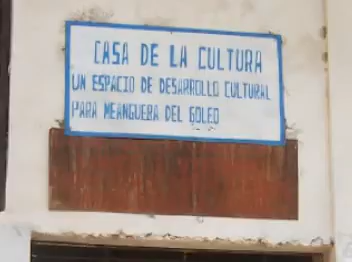 CASA DE LA CULTURA
UN ESPACIO DE DESARROLLO CULTURAL
PARA MEANGUERA DEL GOLFO